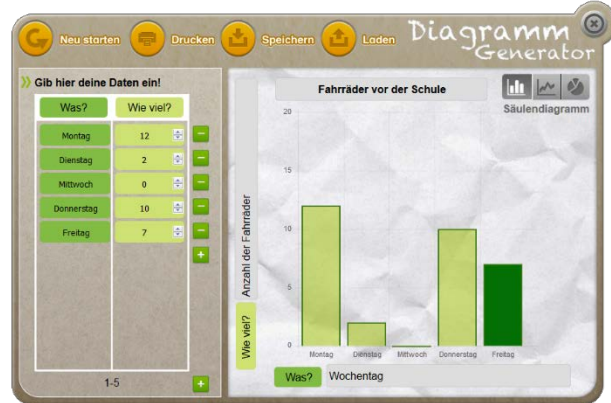 Neu starten
Drucken
Speichern
Laden
Diagramm
Generator
Gib hier deine Daten ein!
Was? Wie viel?
Montag 12
Dienstag 2
Mittwoch 0
Donnerstag 10
Freitag 7
1-5
Fahrräder vor der Schule
Säulendiagramm
20
15
10
5
0
Anzahl der Fahrräder
Wie viel?
Montag Dienstag Mittwoch Donnerstag Freitag
Was? Wochentag